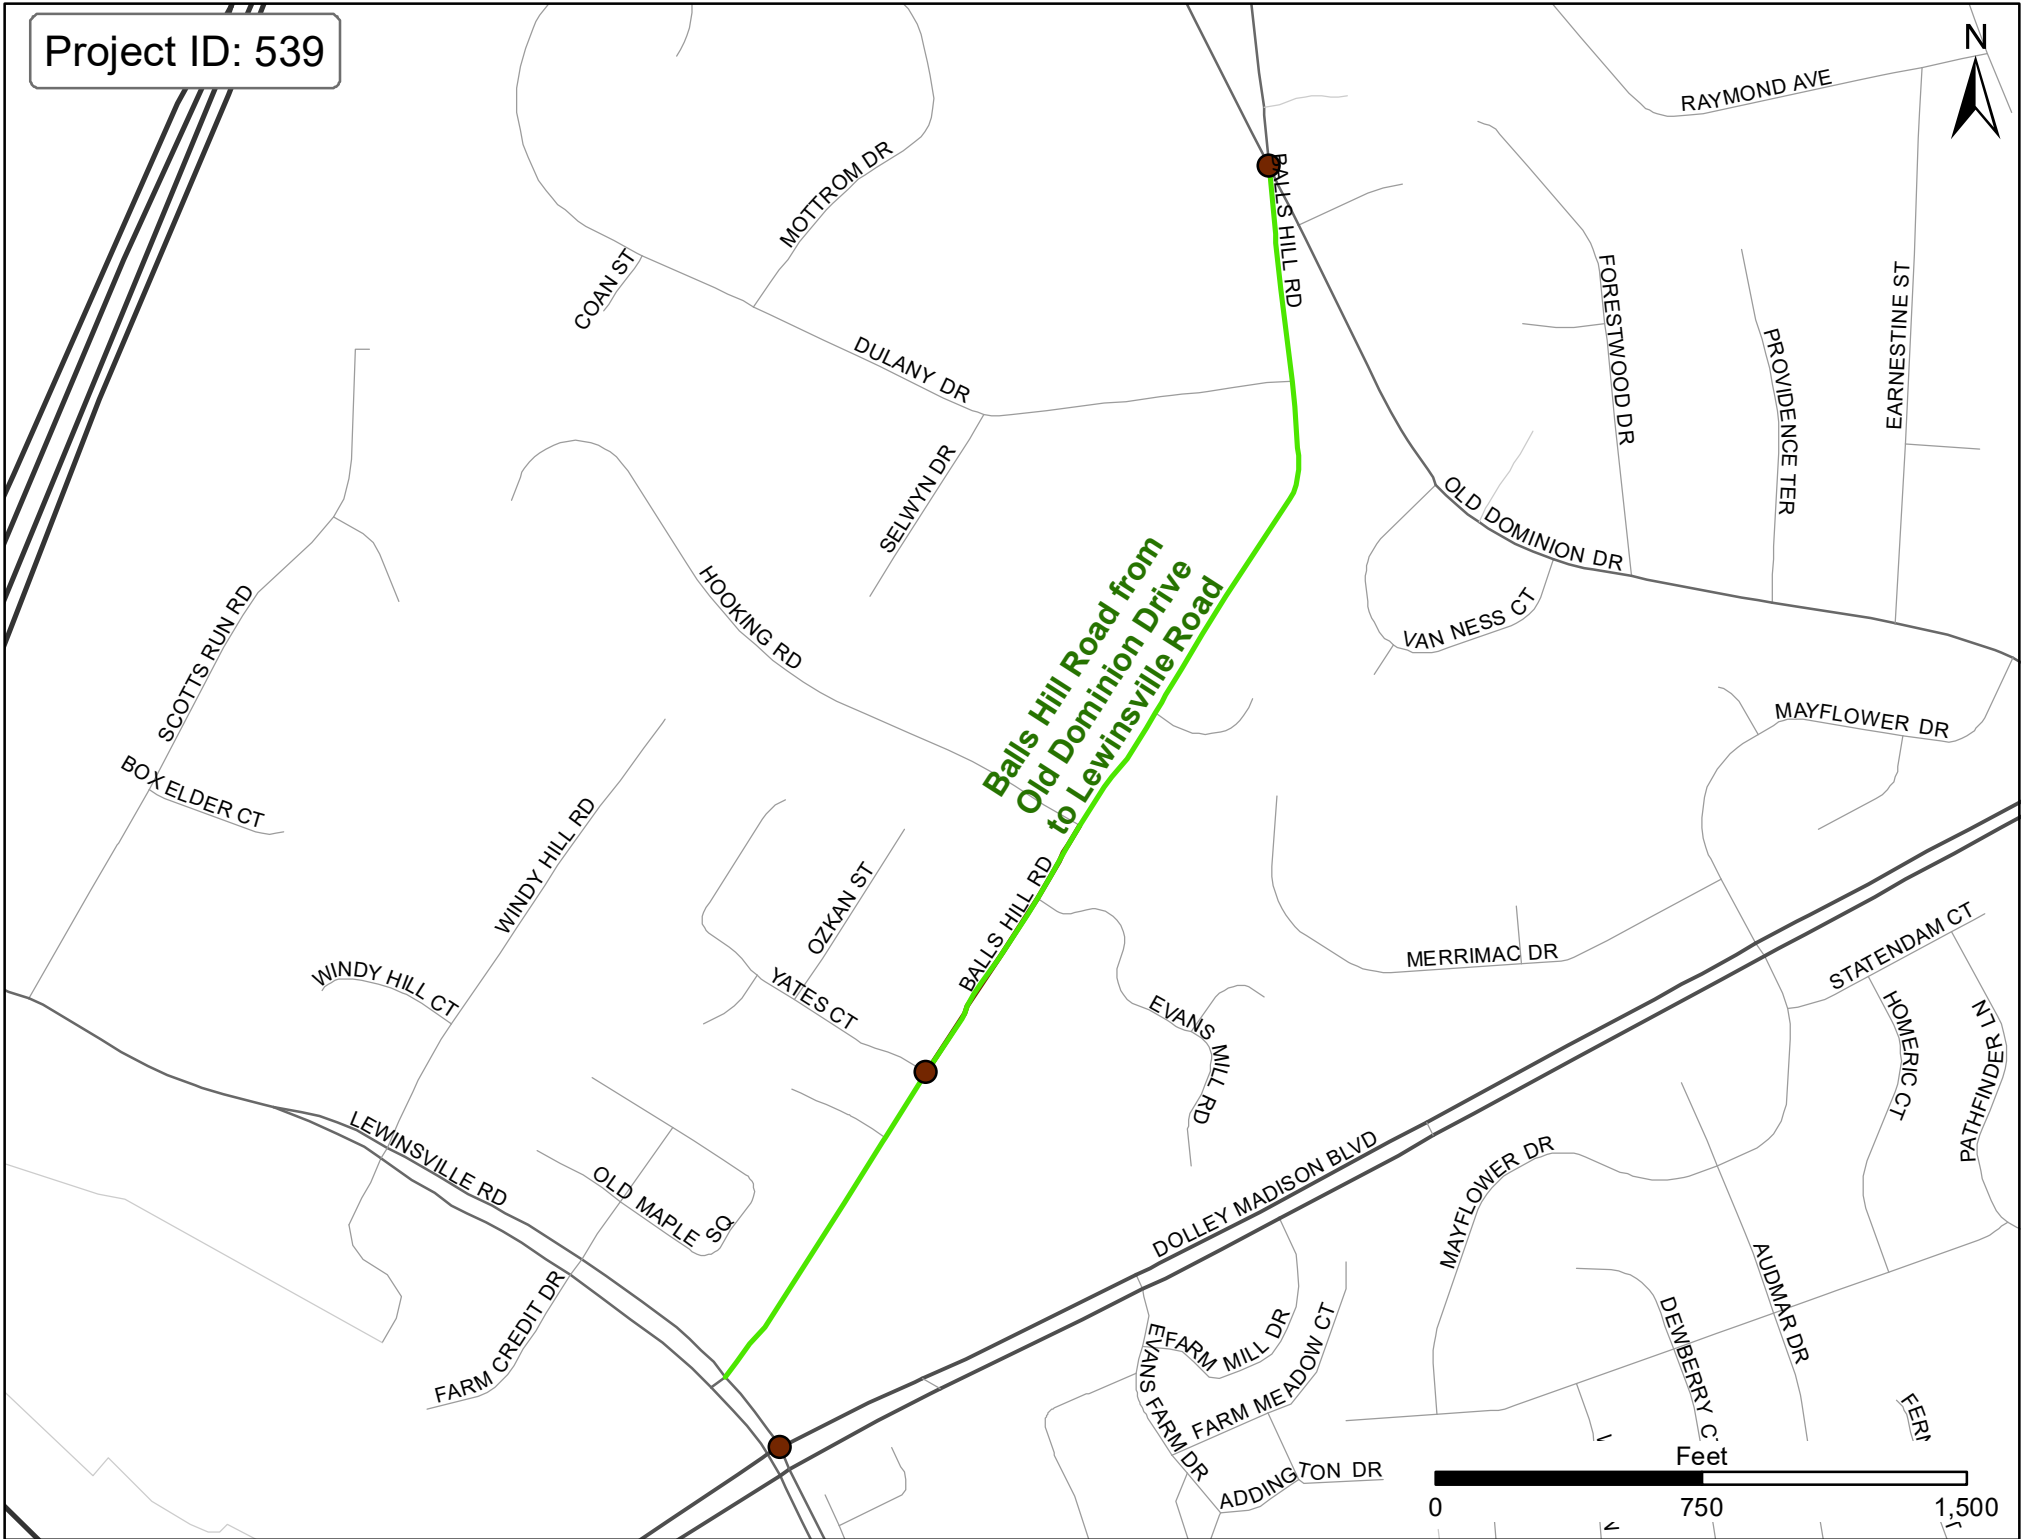 Project ID: 539
N
RAYMOND AVE
MOTTROM DR
BALLS HILL RD
COAN ST
FORESTWOOD DR
EARNESTINE ST
PROVIDENCE TER
DULANY DR
SELWYN DR
OLD DOMINION DR
HOOKING RD
Balls Hill Road from
Old Dominion Drive
to Lewinsville Road
VAN NESS CT
SCOTTS RUN RD
MAYFLOWER DR
BOX ELDER CT
WINDY HILL RD
OZKAN ST
BALLS HILL RD
MERRIMAC DR
STATENDAM CT
WINDY HILL CT
YATES CT
EVANS MILL RD
HOMERIC CT
PATHFINDER LN
LEWINSVILLE RD
OLD MAPLE SQ
DOLLEY MADISON BLVD
MAYFLOWER DR
AUDMAR DR
FARM CREDIT DR
FARM MILL DR
EVANS FARM DR
FARM MEADOW CT
DEWBERRY C
FERN
ADDINGTON DR
Feet
0 750 1,500